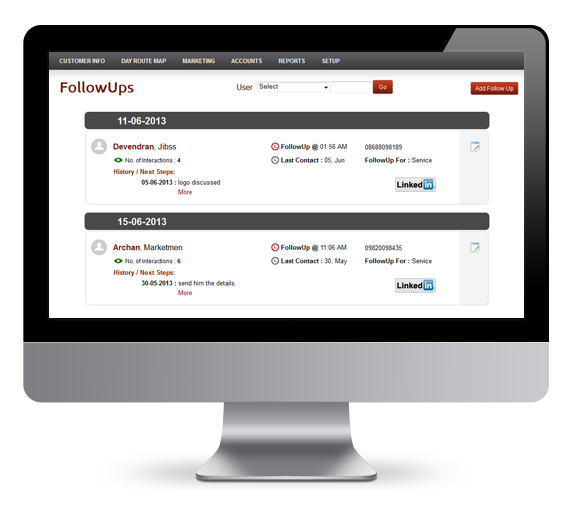 CUSTOMER INFO DAY ROUTE MAP MARKETING ACCOUNTS REPORTS SETUP
FollowUps User Select Go Add Follow Up
11-06-2013
Devendran, Jibss FollowUp @ 01:56 AM 08688098189
No. of Interactions : 4 Last Contact : 05, Jun FollowUp For : Service
History / Next Steps:
05-06-2013 : logo discussed
More
Linked in
15-06-2013
Archan, Marketmen FollowUp @ 11:06 AM 09820098435
No. of Interactions : 6 Last Contact : 30, May FollowUp For : Service
History / Next Steps:
30-05-2013 : send him the details.
More
Linked in